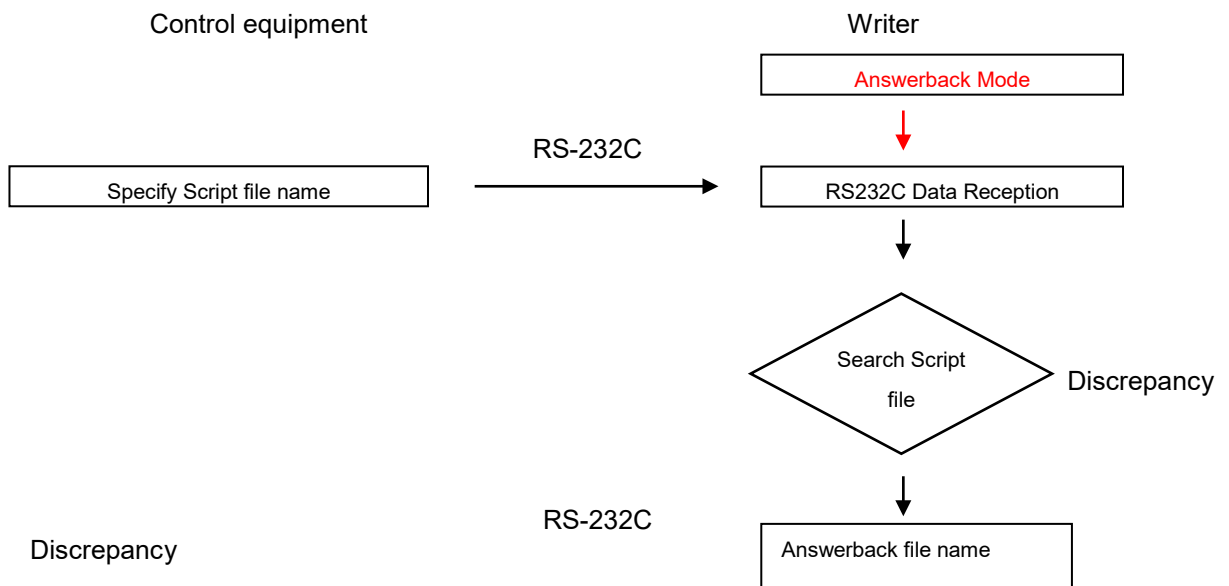 Control equipment
Writer
Answerback Mode
RS-232C
Specify Script file name
RS232C Data Reception
Search Script
file
Discrepancy
RS-232C
Discrepancy
Answerback file name